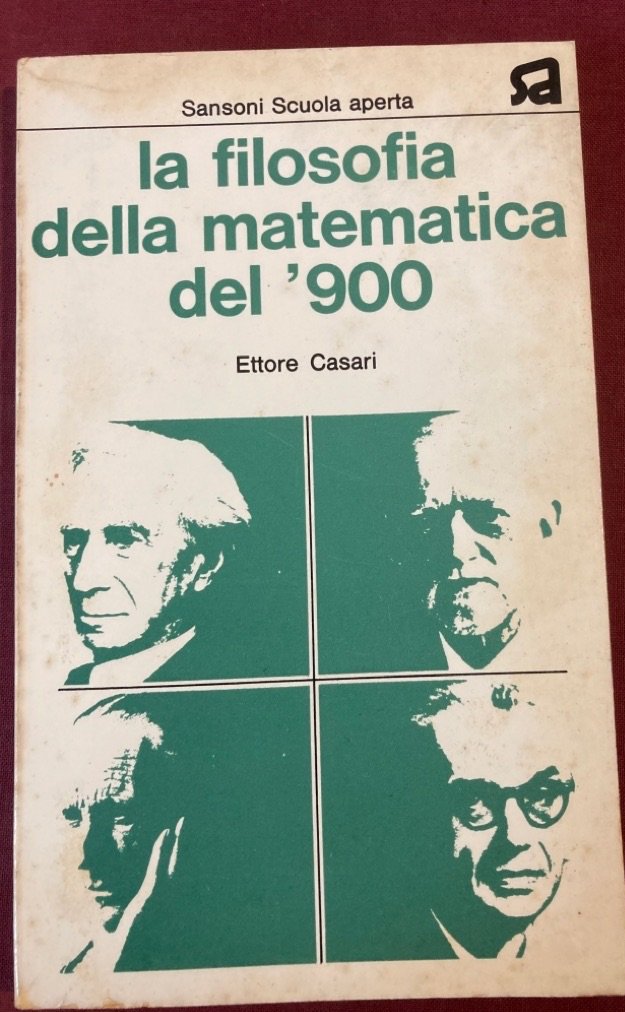 sa
Sansoni Scuola aperta
la filosofia
della matematica
del '900
Ettore Casari